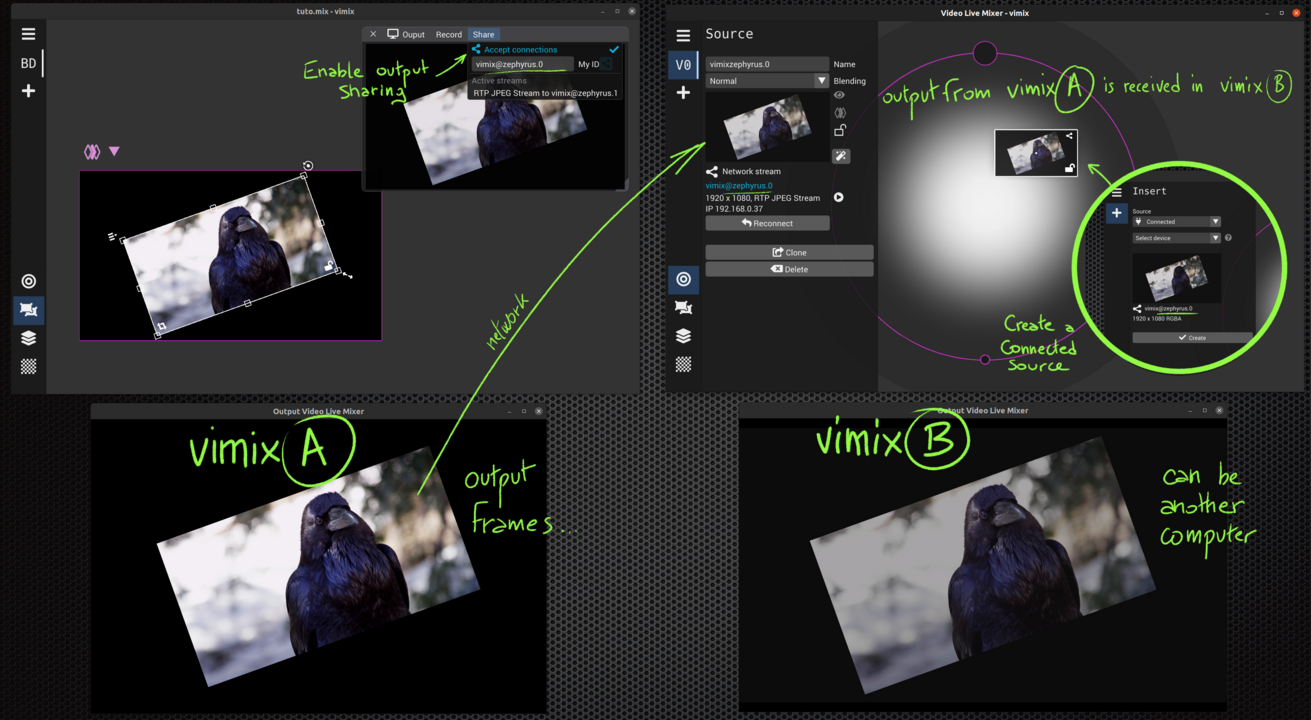 tuto.mix - vimix
BD
Ouput Record Share
Accept connections
vimix@zephyrus.0 My ID
Active streams
RTP JPEG Stream to vimix@zephyrus.1
Enable output
Sharing
Video Live Mixer - vimix
Source
V0
vimixzephyrus.0 Name
Normal Blending
Network stream
vimix@zephyrus.0
1920 x 1080, RTP JPEG Stream
IP 192.168.0.37
Reconnect
Clone
Delete
output from vimix A is received in vimix B
Insert
Source
Connected
Select device
vimix@zephyrus.0
1920 x 1080 RGBA
Create
Create a
Connected
Source
network
Output Video Live Mixer
vimix A
output
frames...
Output Video Live Mixer
vimix B
can be
another
computer